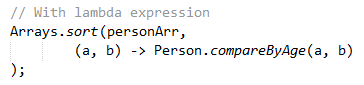 // With lambda expression
Arrays.sort(personArr,
(a, b) -> Person.compareByAge(a, b)
);